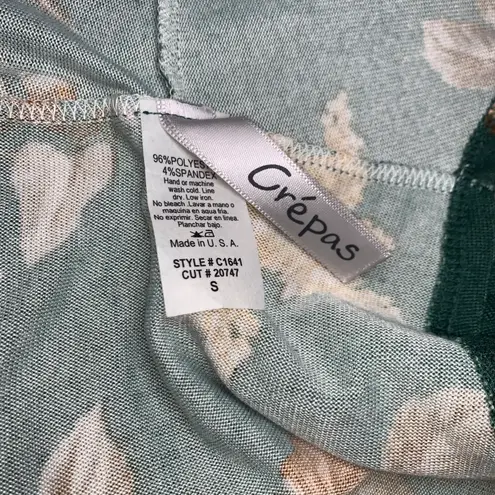 96%POLYES
4%SPANDEX
Hand or machine
wash cold. Line
dry. Low iron.
No bleach .Lavar a mano o
maquina en agua fria.
No exprimir. Secan en linea.
Planchar bajo.
Made in U. S. A.
STYLE # C1641
CUT # 20747
S
Crépas